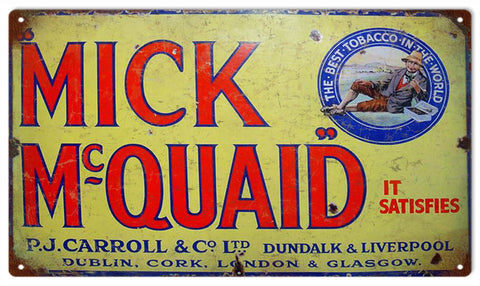 "MICK
McQUAID"
THE·BEST·TOBACCO·IN·THE·WORLD
IT
SATISFIES
P.J. CARROLL & Co LTD DUNDALK & LIVERPOOL
DUBLIN, CORK, LONDON & GLASGOW.